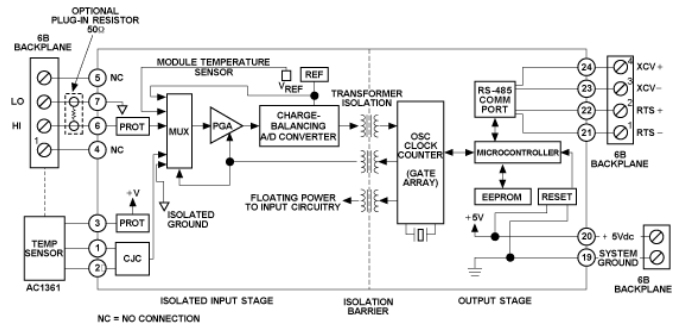 OPTIONAL
PLUG-IN RESISTOR
50Ω
6B
BACKPLANE
LO
HI
1
5
NC
7
6
4
NC
PROT
MODULE TEMPERATURE
SENSOR
VREF
REF
MUX
PGA
CHARGE-
BALANCING
A/D CONVERTER
TRANSFORMER
ISOLATION
OSC
CLOCK
COUNTER
(GATE
ARRAY)
RS-485
COMM
PORT
MICROCONTROLLER
EEPROM
RESET
24
4
XCV+
23
3
XCV−
22
2
RTS+
21
1
RTS−
6B
BACKPLANE
ISOLATED
GROUND
FLOATING POWER
TO INPUT CIRCUITRY
+V
3
PROT
1
CJC
2
TEMP
SENSOR
AC1361
+5V
20
+ 5Vdc
19
SYSTEM
GROUND
6B
BACKPLANE
ISOLATED INPUT STAGE
ISOLATION
BARRIER
OUTPUT STAGE
NC = NO CONNECTION